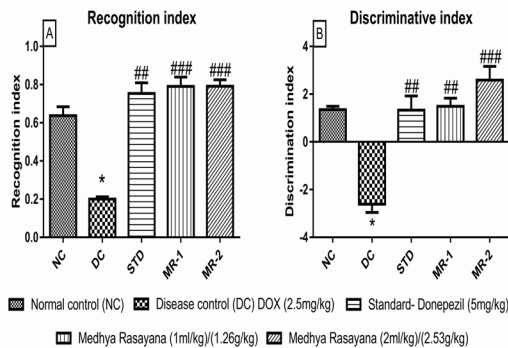 Recognition index
A
Recognition index
1.0
0.8
0.6
0.4
0.2
0.0
*
##
###
###
NC
DC
STD
MR-1
MR-2
Discriminative index
B
Discrimination index
4
2
0
-2
-4
*
##
##
###
NC
DC
STD
MR-1
MR-2
Normal control (NC) Disease control (DC) DOX (2.5mg/kg) Standard- Donepezil (5mg/kg)
Medhya Rasayana (1ml/kg)/(1.26g/kg) Medhya Rasayana (2ml/kg)/(2.53g/kg)